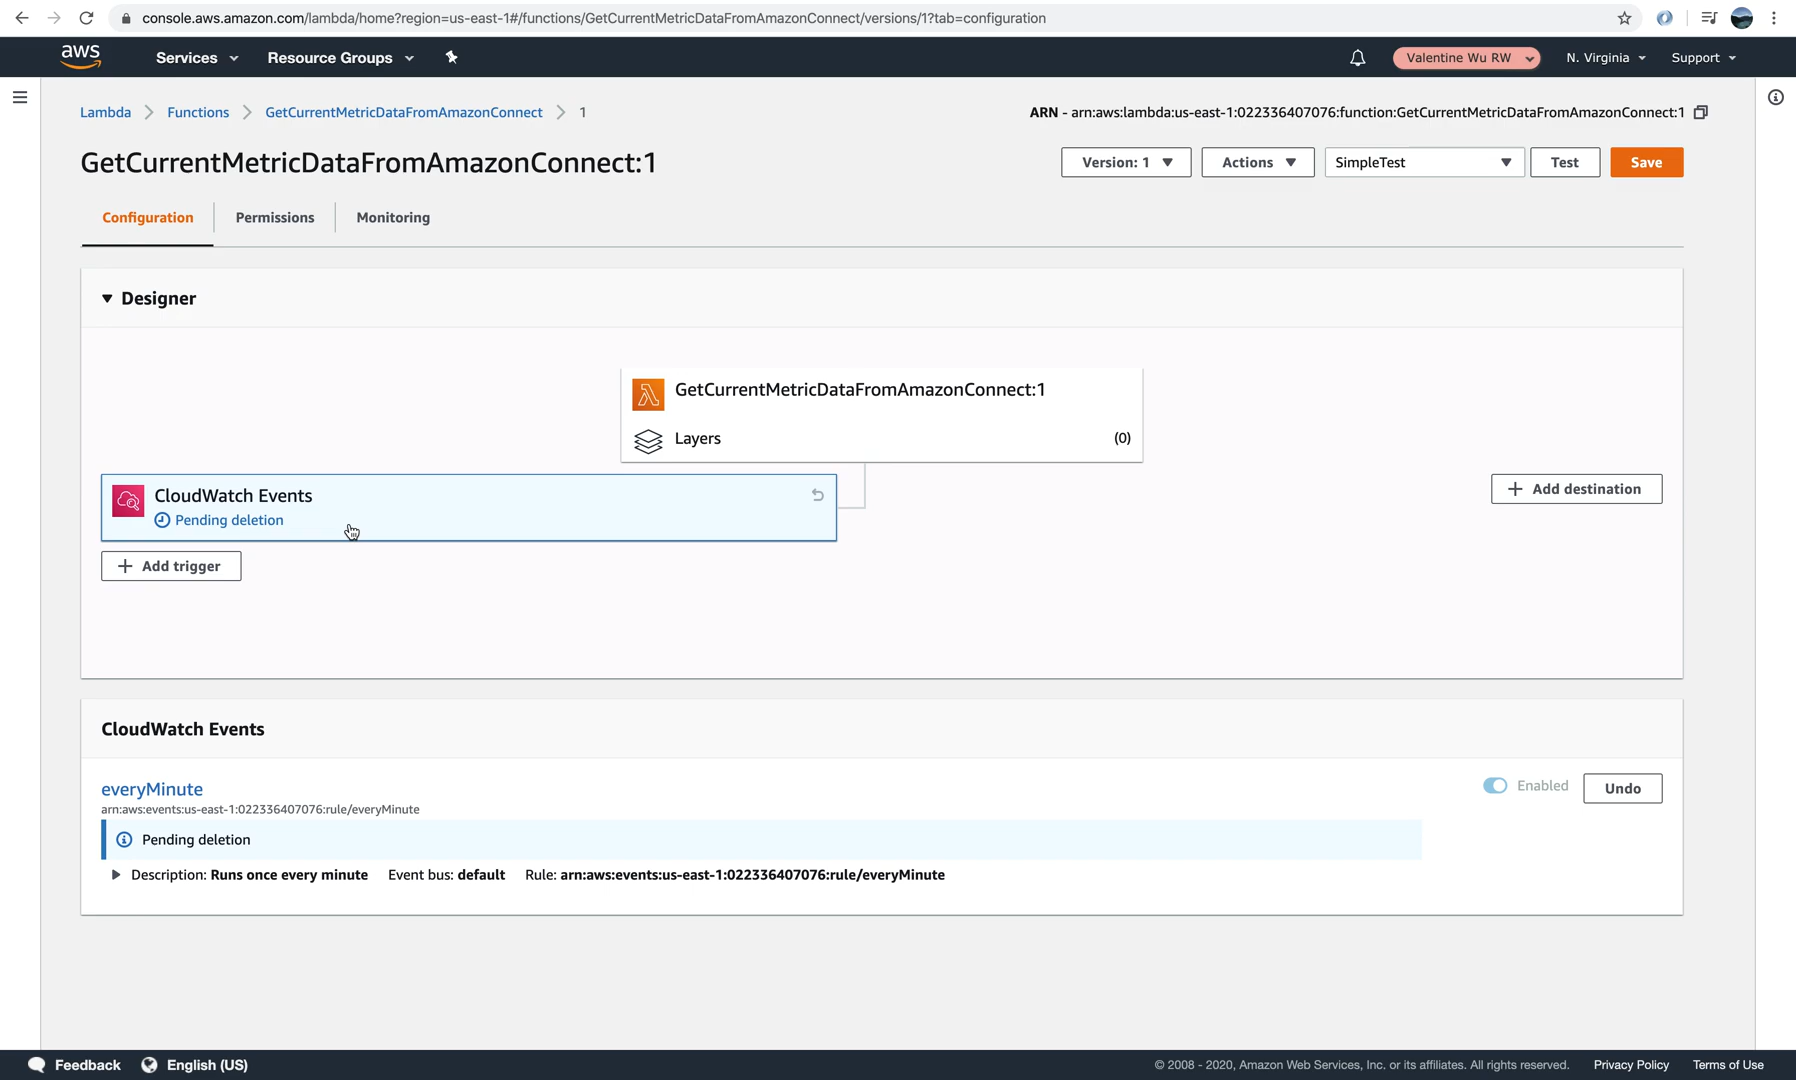 console.aws.amazon.com/lambda/home?region=us-east-1#/functions/GetCurrentMetricDataFromAmazonConnect/versions/1?tab=configuration
aws Services Resource Groups Valentine Wu RW N. Virginia Support
Lambda Functions GetCurrentMetricDataFromAmazonConnect 1 ARN - arn:aws:lambda:us-east-1:022336407076:function:GetCurrentMetricDataFromAmazonConnect:1
GetCurrentMetricDataFromAmazonConnect:1 Version: 1 Actions SimpleTest Test Save
Configuration Permissions Monitoring
Designer
GetCurrentMetricDataFromAmazonConnect:1
Layers (0)
CloudWatch Events
Pending deletion
+ Add destination
+ Add trigger
CloudWatch Events
everyMinute
arn:aws:events:us-east-1:022336407076:rule/everyMinute
Enabled Undo
Pending deletion
Description: Runs once every minute Event bus: default Rule: arn:aws:events:us-east-1:022336407076:rule/everyMinute
Feedback English (US) © 2008 - 2020, Amazon Web Services, Inc. or its affiliates. All rights reserved. Privacy Policy Terms of Use